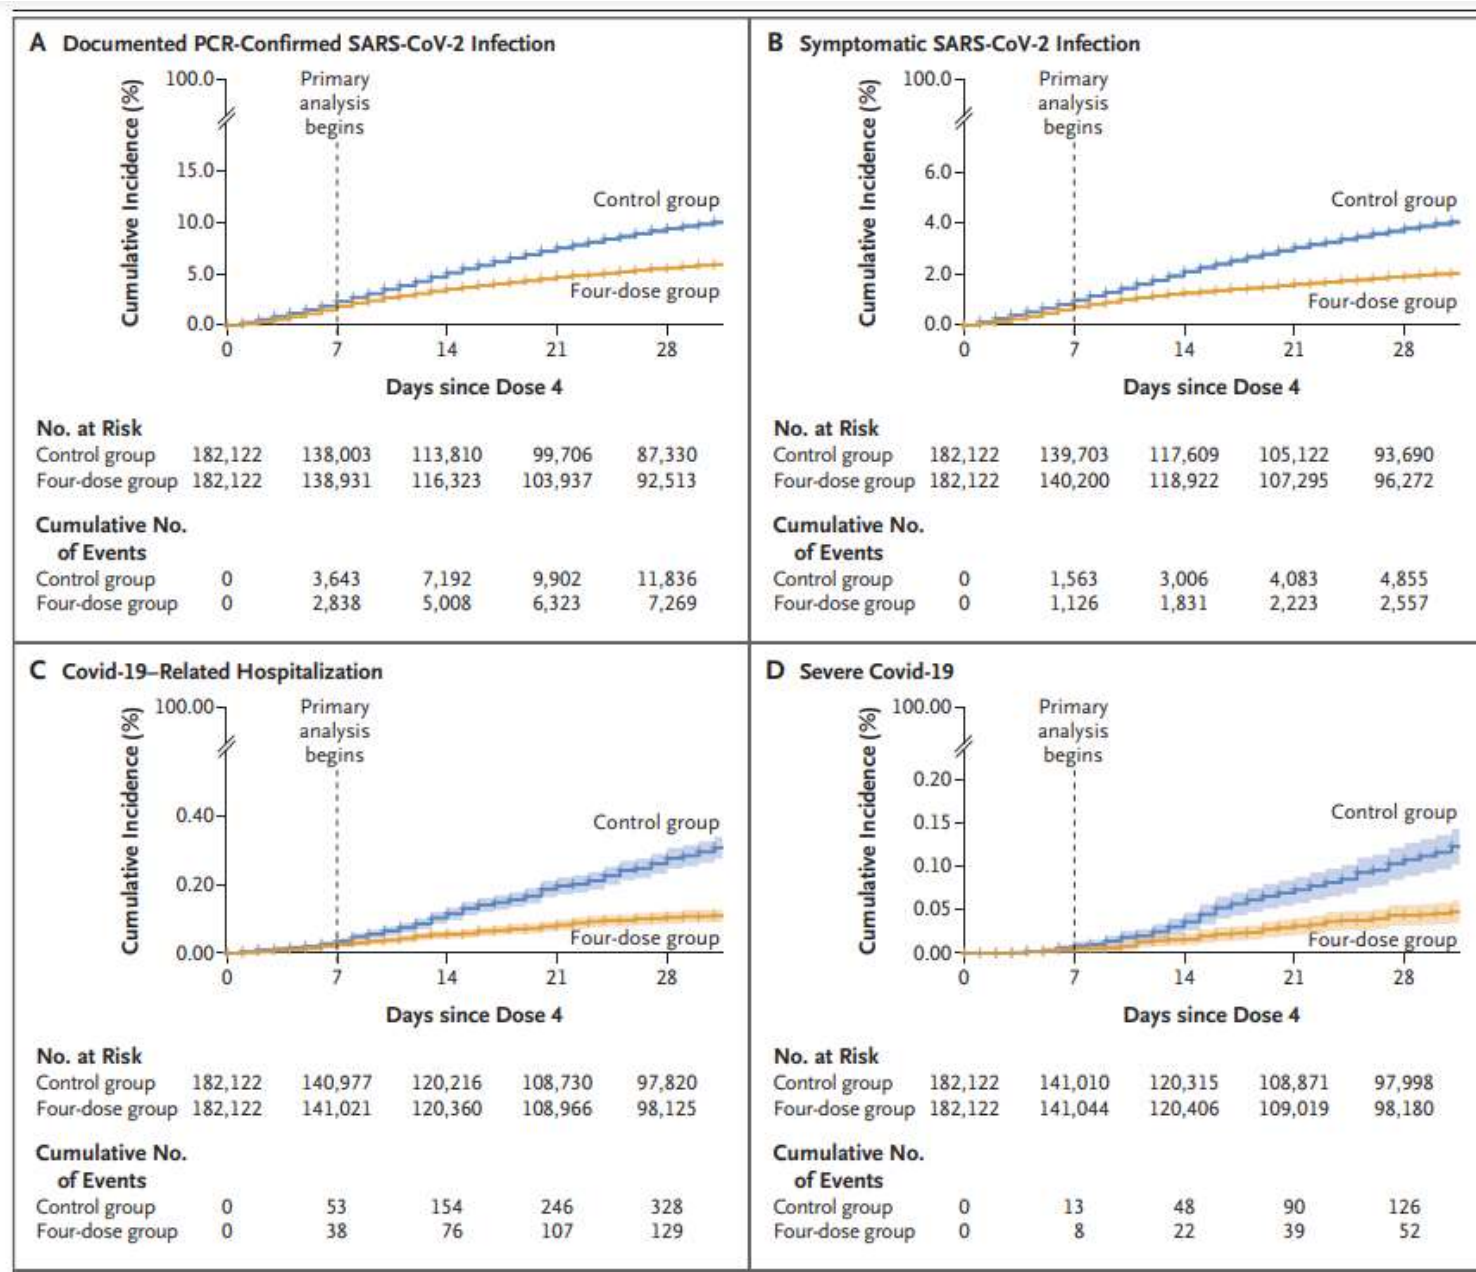 A Documented PCR-Confirmed SARS-CoV-2 Infection
Cumulative Incidence (%)
100.0
15.0
10.0
5.0
0.0
Primary
analysis
begins
Control group
Four-dose group
0 7 14 21 28
Days since Dose 4
No. at Risk
Control group 182,122 138,003 113,810 99,706 87,330
Four-dose group 182,122 138,931 116,323 103,937 92,513
Cumulative No.
of Events
Control group 0 3,643 7,192 9,902 11,836
Four-dose group 0 2,838 5,008 6,323 7,269
B Symptomatic SARS-CoV-2 Infection
Cumulative Incidence (%)
100.0
6.0
4.0
2.0
0.0
Primary
analysis
begins
Control group
Four-dose group
0 7 14 21 28
Days since Dose 4
No. at Risk
Control group 182,122 139,703 117,609 105,122 93,690
Four-dose group 182,122 140,200 118,922 107,295 96,272
Cumulative No.
of Events
Control group 0 1,563 3,006 4,083 4,855
Four-dose group 0 1,126 1,831 2,223 2,557
C Covid-19–Related Hospitalization
Cumulative Incidence (%)
100.00
0.40
0.20
0.00
Primary
analysis
begins
Control group
Four-dose group
0 7 14 21 28
Days since Dose 4
No. at Risk
Control group 182,122 140,977 120,216 108,730 97,820
Four-dose group 182,122 141,021 120,360 108,966 98,125
Cumulative No.
of Events
Control group 0 53 154 246 328
Four-dose group 0 38 76 107 129
D Severe Covid-19
Cumulative Incidence (%)
100.00
0.20
0.15
0.10
0.05
0.00
Primary
analysis
begins
Control group
Four-dose group
0 7 14 21 28
Days since Dose 4
No. at Risk
Control group 182,122 141,010 120,315 108,871 97,998
Four-dose group 182,122 141,044 120,406 109,019 98,180
Cumulative No.
of Events
Control group 0 13 48 90 126
Four-dose group 0 8 22 39 52